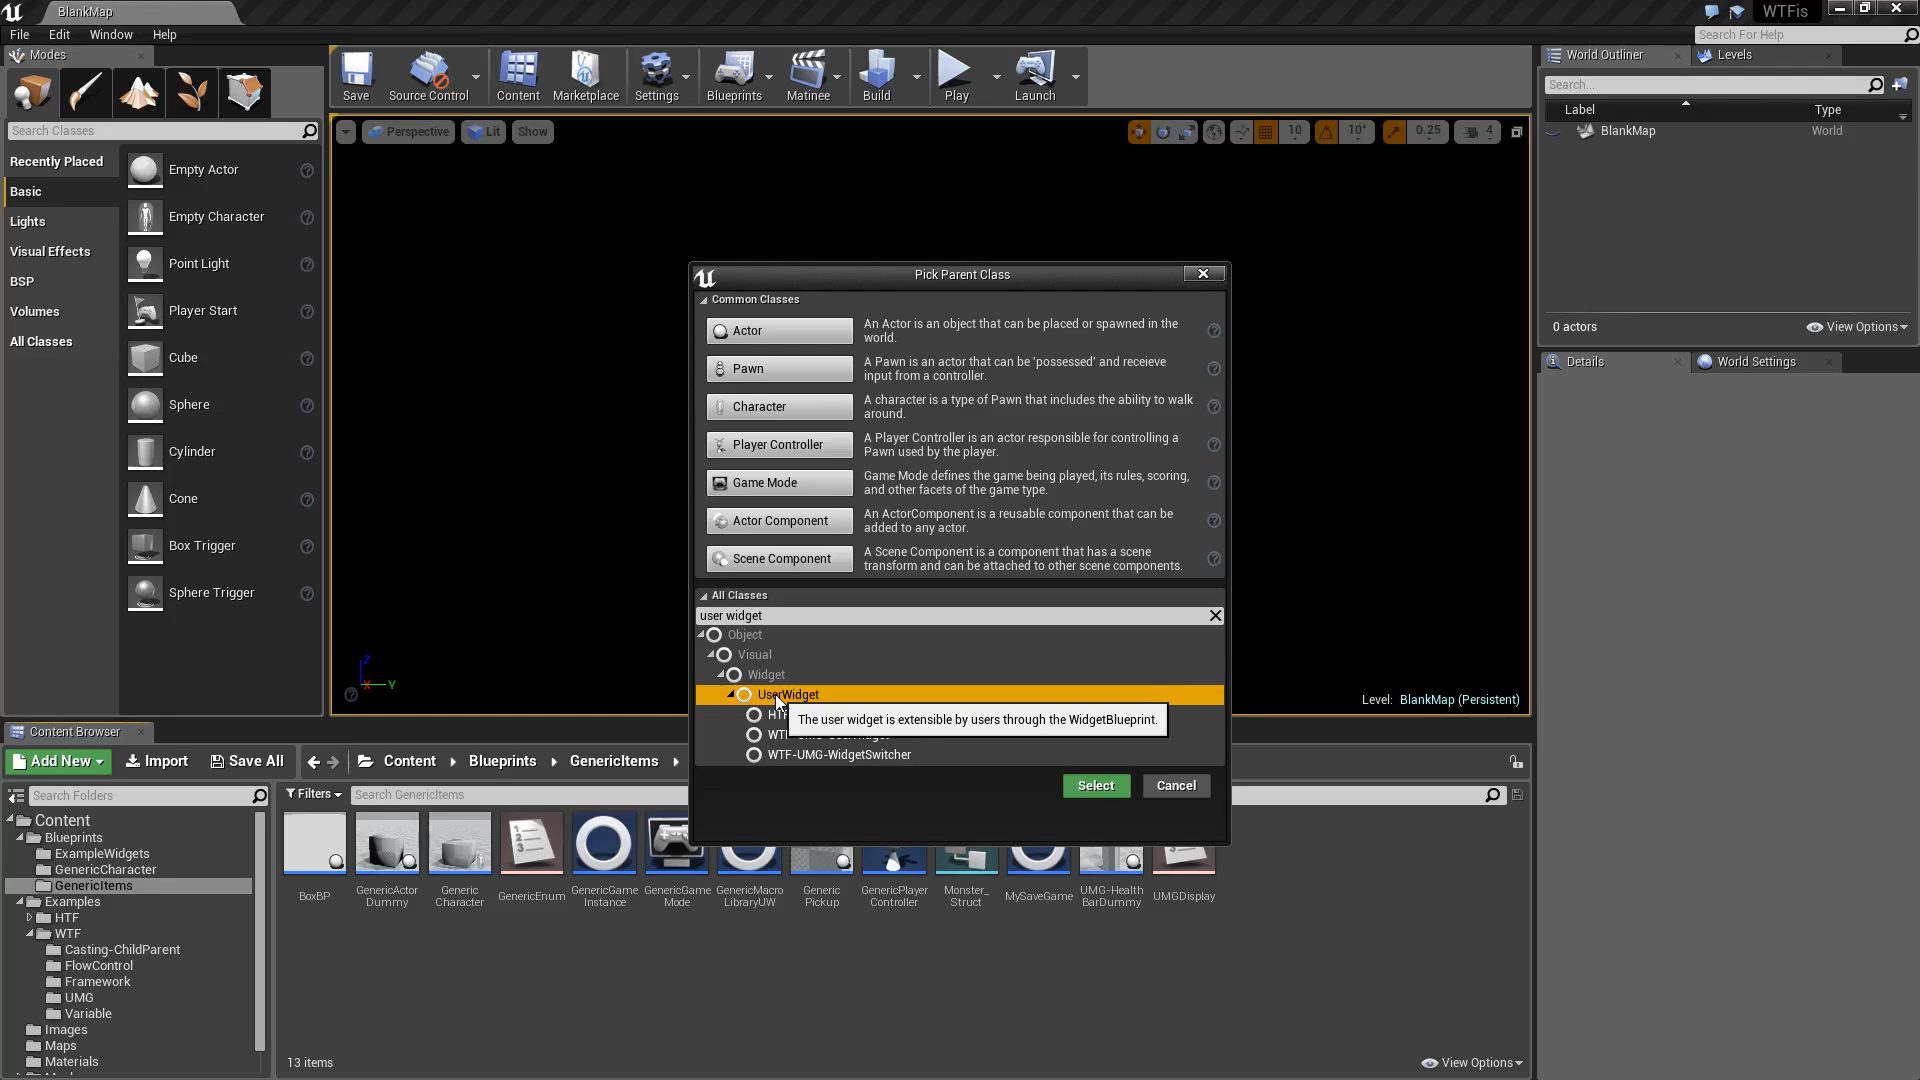 BlankMap
WTFis
File Edit Window Help
Search For Help
Modes
Save
Source Control
Content
Marketplace
Settings
Blueprints
Matinee
Build
Play
Launch
World Outliner
Levels
Search...
Label
Type
BlankMap
World
0 actors
View Options
Details
World Settings
Search Classes
Recently Placed
Basic
Lights
Visual Effects
BSP
Volumes
All Classes
Empty Actor
Empty Character
Point Light
Player Start
Cube
Sphere
Cylinder
Cone
Box Trigger
Sphere Trigger
Perspective
Lit
Show
10
10°
0.25
4
Z
X
Y
Level: BlankMap (Persistent)
Pick Parent Class
Common Classes
Actor
An Actor is an object that can be placed or spawned in the
world.
Pawn
A Pawn is an actor that can be 'possessed' and receieve
input from a controller.
Character
A character is a type of Pawn that includes the ability to walk
around.
Player Controller
A Player Controller is an actor responsible for controlling a
Pawn used by the player.
Game Mode
Game Mode defines the game being played, its rules, scoring,
and other facets of the game type.
Actor Component
An ActorComponent is a reusable component that can be
added to any actor.
Scene Component
A Scene Component is a component that has a scene
transform and can be attached to other scene components.
All Classes
user widget
Object
Visual
Widget
UserWidget
The user widget is extensible by users through the WidgetBlueprint.
WTF-UMG-WidgetSwitcher
Select
Cancel
Content Browser
Add New
Import
Save All
Content
Blueprints
GenericItems
Search Folders
Filters
Search GenericItems
Content
Blueprints
ExampleWidgets
GenericCharacter
GenericItems
Examples
HTF
WTF
Casting-ChildParent
FlowControl
Framework
UMG
Variable
Images
Maps
Materials
BoxBP
GenericActor
Dummy
Generic
Character
GenericEnum
GenericGame
Instance
GenericGame
Mode
GenericMacro
LibraryUW
Generic
Pickup
GenericPlayer
Controller
Monster_
Struct
MySaveGame
UMG-Health
BarDummy
UMGDisplay
13 items
View Options